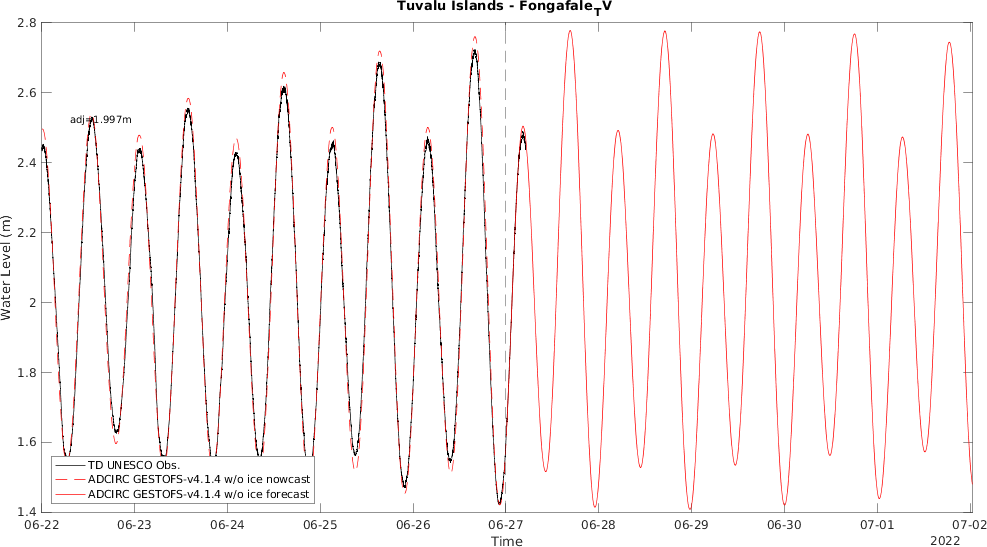 Tuvalu Islands - Fongafale_TV
2.8
2.6
2.4
2.2
2
1.8
1.6
1.4
Water Level (m)
adj=1.997m
TD UNESCO Obs.
ADCIRC GESTOFS-v4.1.4 w/o ice nowcast
ADCIRC GESTOFS-v4.1.4 w/o ice forecast
06-22 06-23 06-24 06-25 06-26 06-27 06-28 06-29 06-30 07-01 07-02
Time
2022